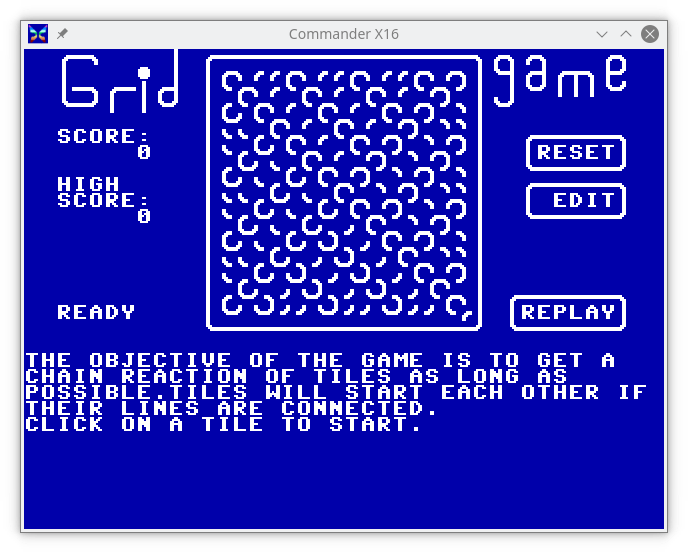 Commander X16
Grid game
SCORE:
0
HIGH
SCORE:
0
READY
RESET
EDIT
REPLAY
THE OBJECTIVE OF THE GAME IS TO GET A
CHAIN REACTION OF TILES AS LONG AS
POSSIBLE.TILES WILL START EACH OTHER IF
THEIR LINES ARE CONNECTED.
CLICK ON A TILE TO START.